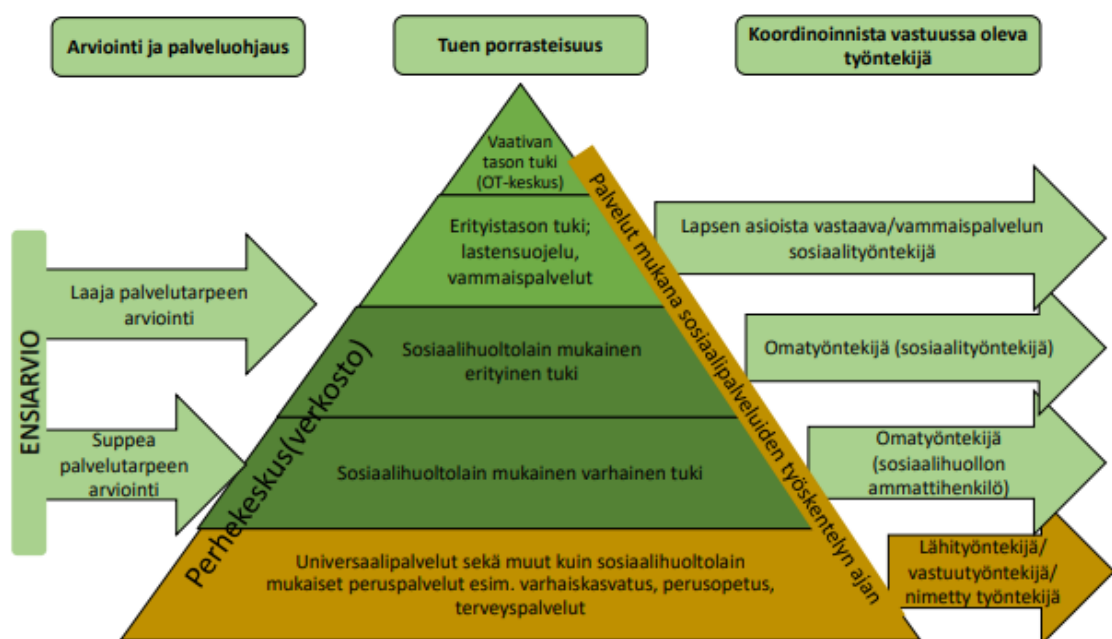 Arviointi ja palveluohjaus
Tuen porrasteisuus
Koordinoinnista vastuussa oleva
työntekijä
ENSIARVIO
Laaja palvelutarpeen
arviointi
Suppea
palvelutarpeen
arviointi
Perhekeskus(verkosto)
Vaativan
tason tuki
(OT-keskus)
Erityistason tuki;
lastensuojelu,
vammaispalvelut
Sosiaalihuoltolain mukainen
erityinen tuki
Sosiaalihuoltolain mukainen varhainen tuki
Universaalipalvelut sekä muut kuin sosiaalihuoltolain
mukaiset peruspalvelut esim. varhaiskasvatus, perusopetus,
terveyspalvelut
Palvelut mukana sosiaalipalveluiden työskentelyn ajan
Lapsen asioista vastaava/vammaispalvelun
sosiaalityöntekijä
Omatyöntekijä (sosiaalityöntekijä)
Omatyöntekijä
(sosiaalihuollon
ammattihenkilö)
Lähityöntekijä/
vastuutyöntekijä/
nimetty työntekijä